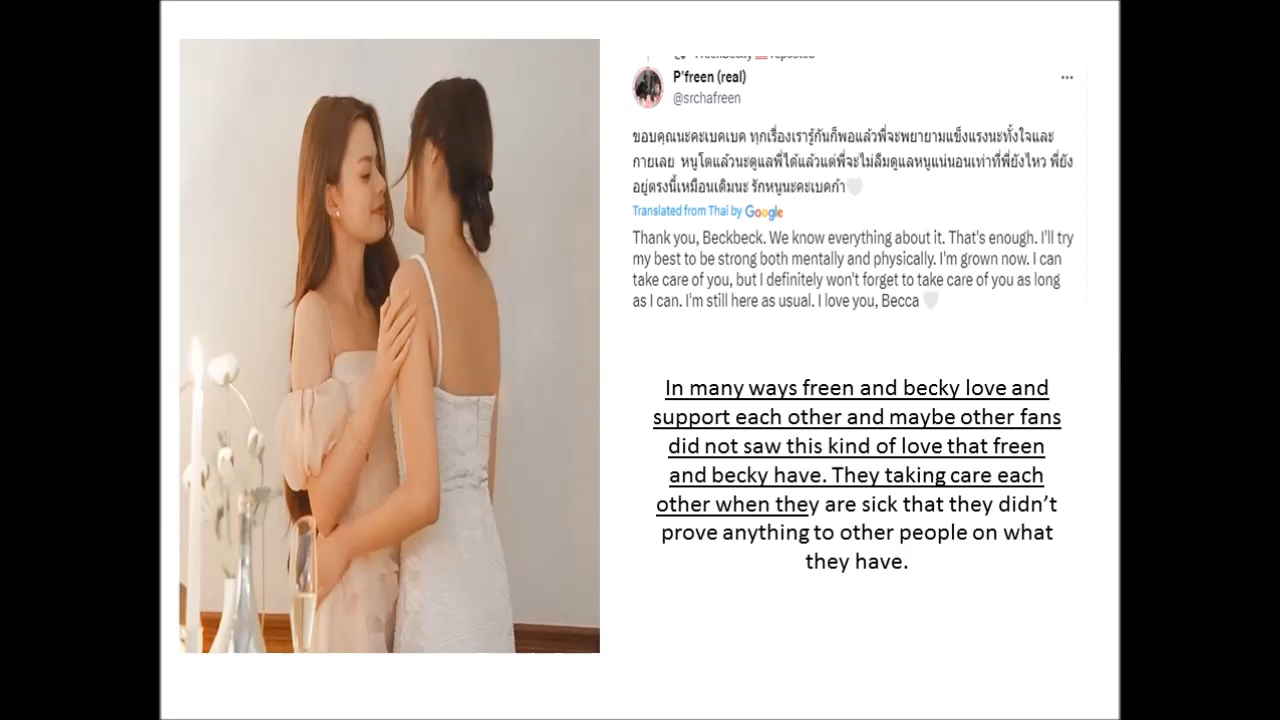 reposted
P'freen (real)
@srchafreen
ขอบคุณนะคะเบคเบค ทุกเรื่องเรารู้กันก็พอแล้วพี่จะพยายามแข็งแรงนะทั้งใจและ
กายเลย หนูโตแล้วนะดูแลพี่ได้แล้วแต่พี่จะไม่ลืมดูแลหนูแน่นอนเท่าที่พี่ยังไหว พี่ยัง
อยู่ตรงนี้เหมือนเดิมนะ รักหนูนะคะเบคก้า🤍
Translated from Thai by Google
Thank you, Beckbeck. We know everything about it. That's enough. I'll try
my best to be strong both mentally and physically. I'm grown now. I can
take care of you, but I definitely won't forget to take care of you as long
as I can. I'm still here as usual. I love you, Becca 🤍
In many ways freen and becky love and
support each other and maybe other fans
did not saw this kind of love that freen
and becky have. They taking care each
other when they are sick that they didn’t
prove anything to other people on what
they have.